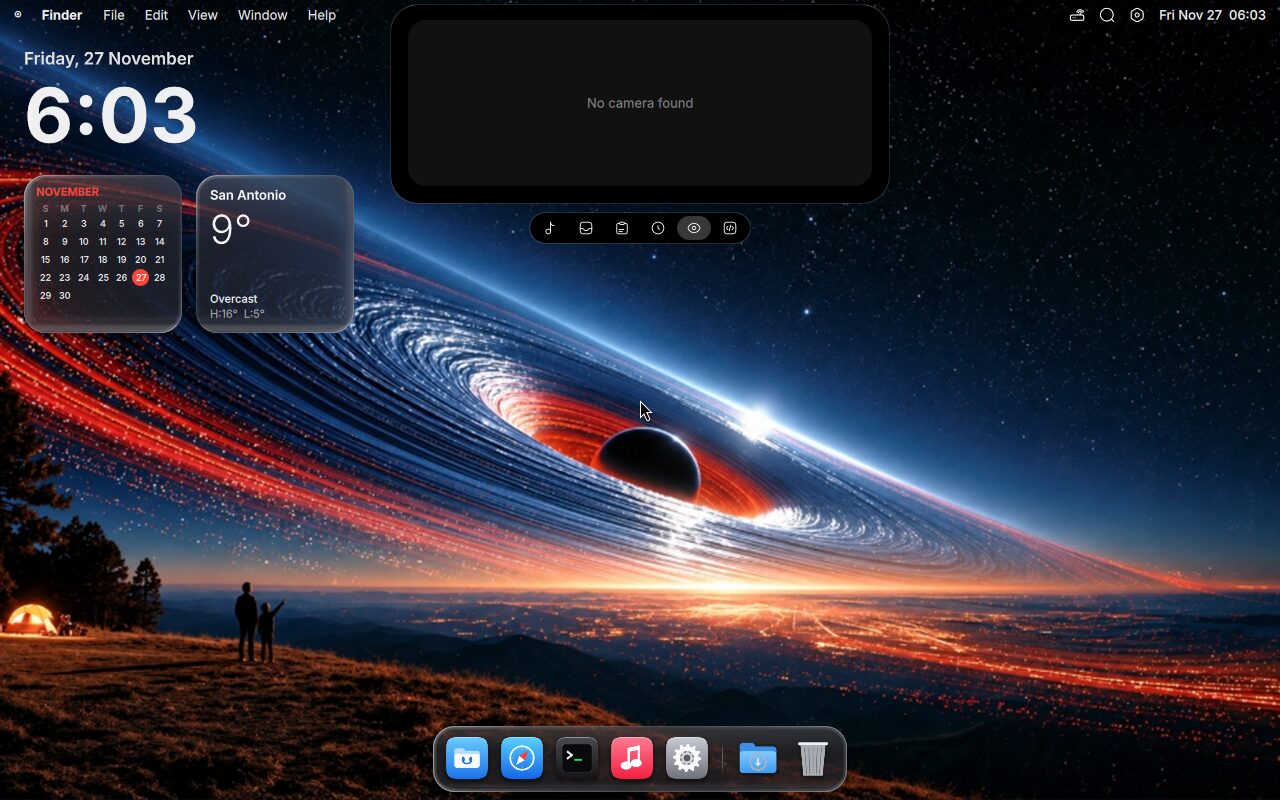 Finder File Edit View Window Help
Fri Nov 27 06:03
Friday, 27 November
6:03
No camera found
NOVEMBER
S M T W T F S
1 2 3 4 5 6 7
8 9 10 11 12 13 14
15 16 17 18 19 20 21
22 23 24 25 26 27 28
29 30
San Antonio
9°
Overcast
H:16° L:5°